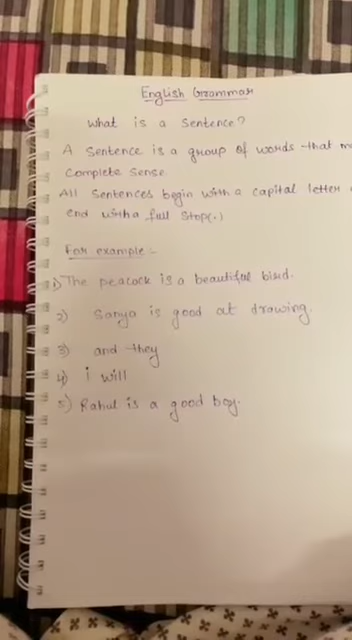 English Grammar
What is a sentence?
A sentence is a group of words that
Complete sense
All sentences begin with a capital letter
end with a full stop(.)
For example:-
1) The peacock is a beautiful bird.
2) Sanya is good at drawing.
3) and they
4) i will
5) Rahul is a good boy.